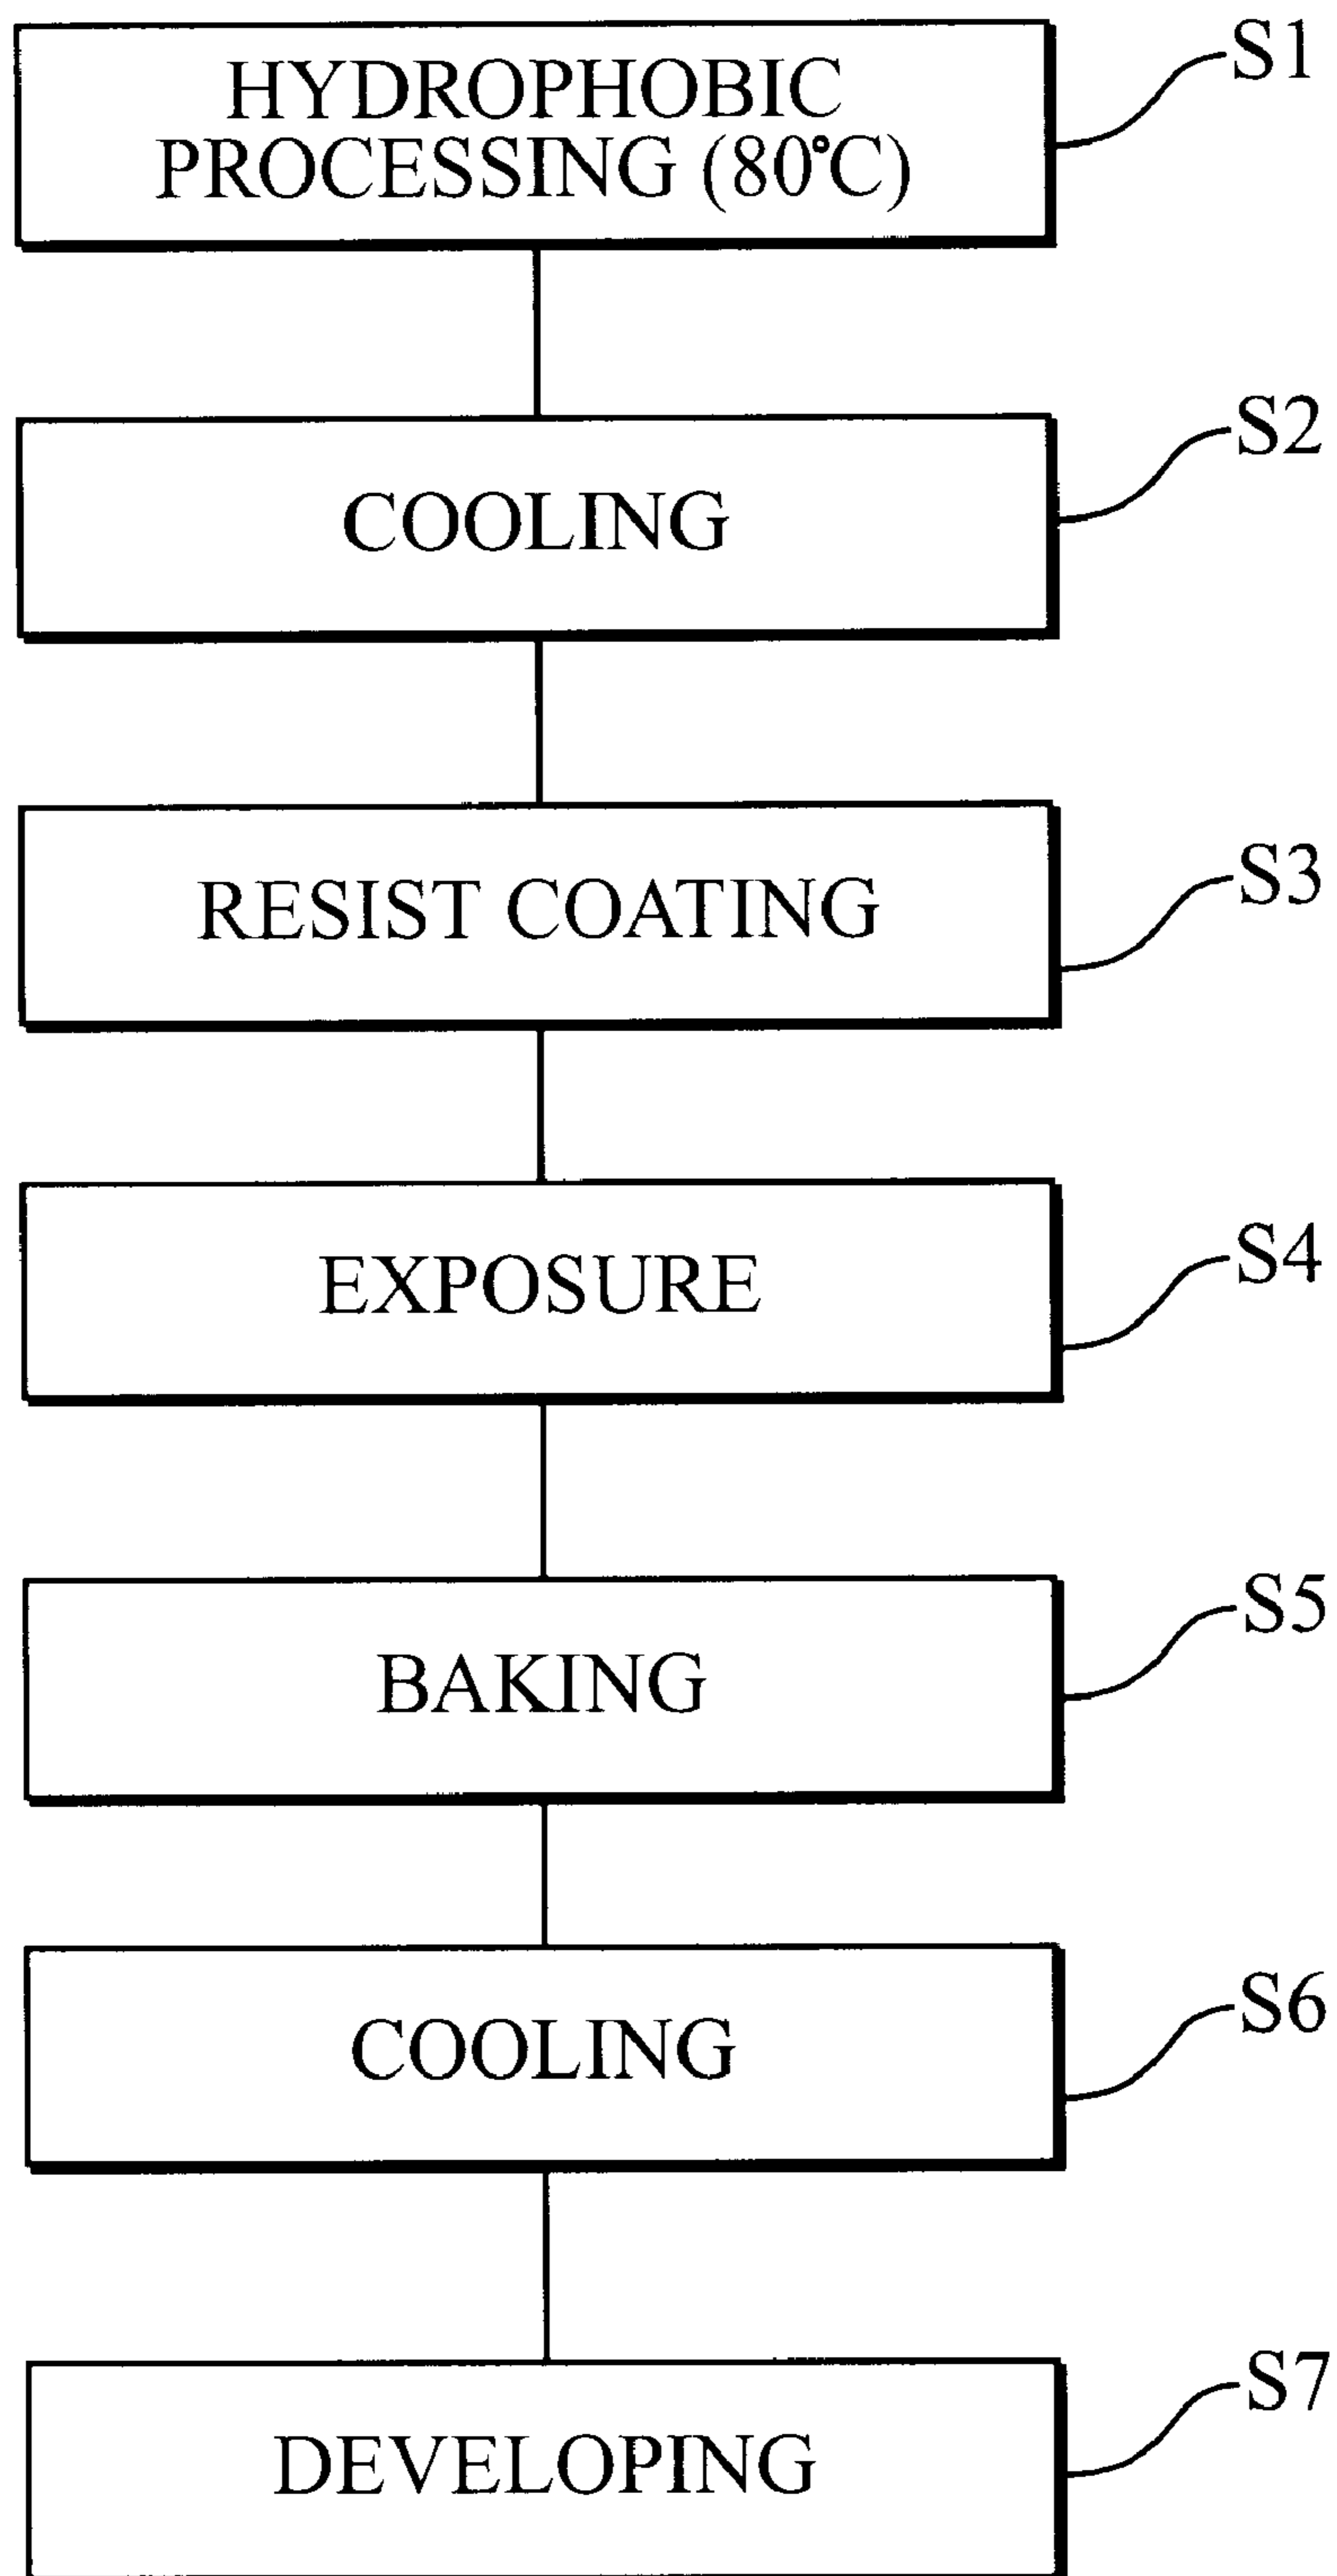 HYDROPHOBIC
PROCESSING (80°C)
S1
COOLING
S2
RESIST COATING
S3
EXPOSURE
S4
BAKING
S5
COOLING
S6
DEVELOPING
S7